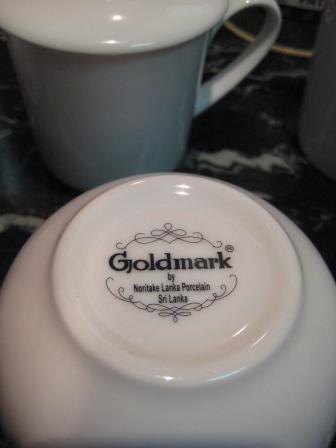 Goldmark®
by
Noritake Lanka Porcelain
Sri Lanka